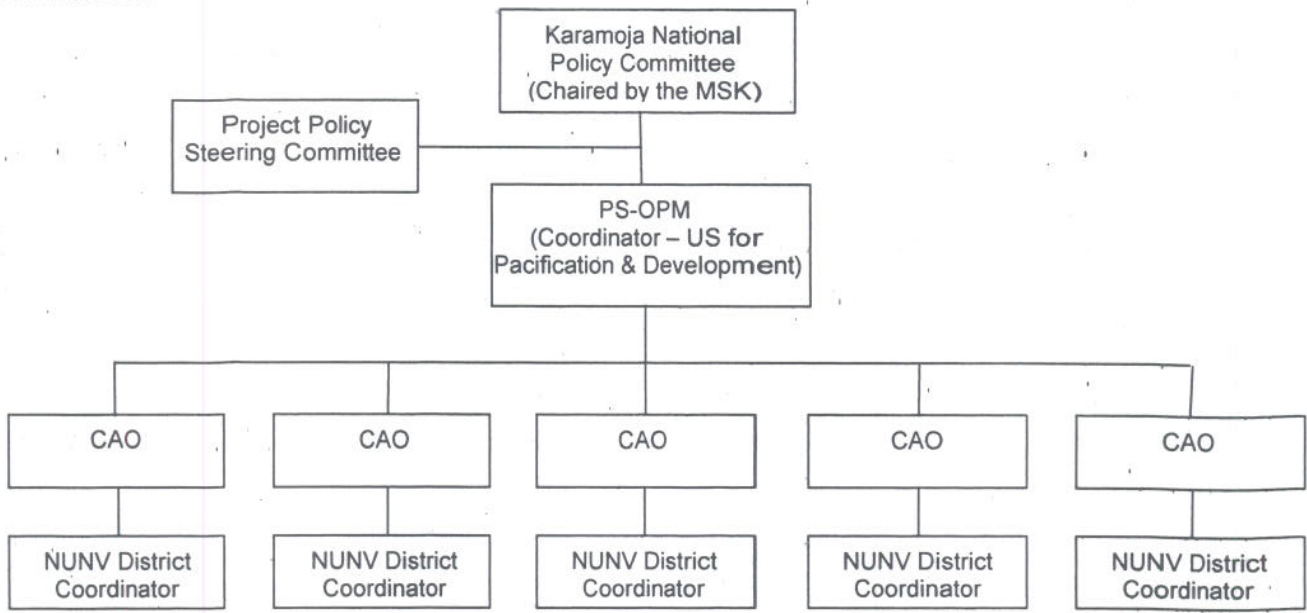 Karamoja National
Policy Committee
(Chaired by the MSK)
Project Policy
Steering Committee
PS-OPM
(Coordinator – US for
Pacification & Development)
CAO
CAO
CAO
CAO
CAO
NUNV District
Coordinator
NUNV District
Coordinator
NUNV District
Coordinator
NUNV District
Coordinator
NUNV District
Coordinator